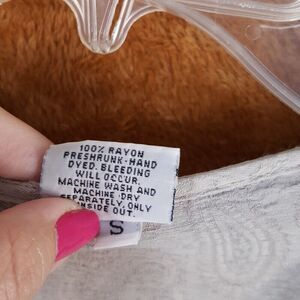 100% RAYON
PRESHRUNK-HAND
DYED. BLEEDING
WILL OCCUR.
MACHINE WASH AND
MACHINE DRY
SEPARATELY, ONLY
INSIDE OUT.
S